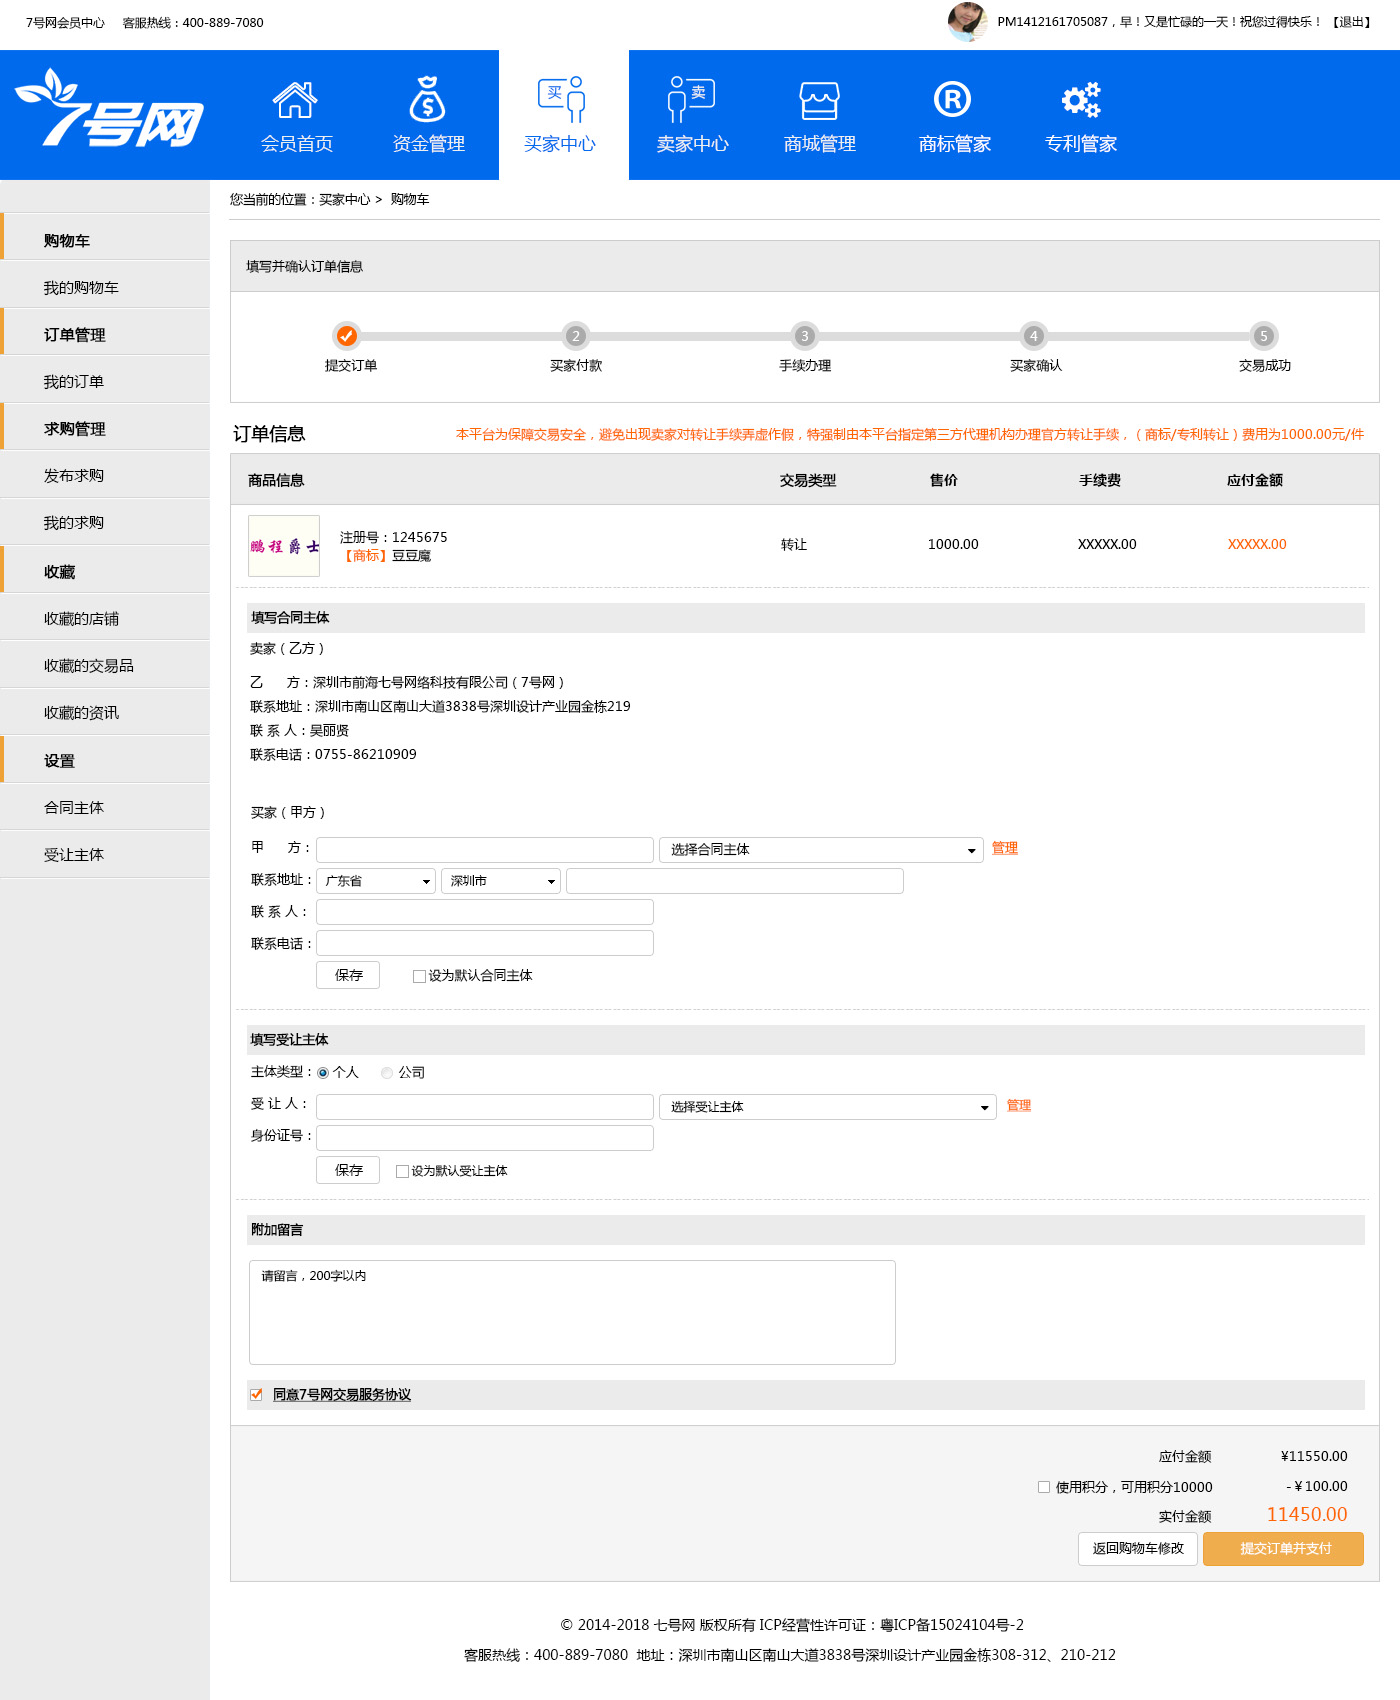 7号网会员中心 客服热线：400-889-7080
PM1412161705087，早！又是忙碌的一天！祝您过得快乐！【退出】
7号网
买
卖
R
会员首页 资金管理 买家中心 卖家中心 商城管理 商标管家 专利管家
您当前的位置：买家中心 > 购物车
购物车
我的购物车
订单管理
我的订单
求购管理
发布求购
我的求购
收藏
收藏的店铺
收藏的交易品
收藏的资讯
设置
合同主体
受让主体
填写并确认订单信息
2 3 4 5
提交订单 买家付款 手续办理 买家确认 交易成功
订单信息 本平台为保障交易安全，避免出现卖家对转让手续弄虚作假，特强制由本平台指定第三方代理机构办理官方转让手续，（商标/专利转让）费用为1000.00元/件
商品信息 交易类型 售价 手续费 应付金额
鹏程爵士
注册号：1245675
【商标】豆豆魔
转让 1000.00 XXXXX.00 XXXXX.00
填写合同主体
卖家（乙方）
乙 方：深圳市前海七号网络科技有限公司（7号网）
联系地址：深圳市南山区南山大道3838号深圳设计产业园金栋219
联 系 人：吴丽贤
联系电话：0755-86210909
买家（甲方）
甲 方： 选择合同主体 管理
联系地址： 广东省 深圳市
联 系 人：
联系电话：
保存 设为默认合同主体
填写受让主体
主体类型： 个人 公司
受 让 人： 选择受让主体 管理
身份证号：
保存 设为默认受让主体
附加留言
请留言，200字以内
同意7号网交易服务协议
应付金额 ¥11550.00
使用积分，可用积分10000 -￥100.00
实付金额 11450.00
返回购物车修改 提交订单并支付
© 2014-2018 七号网 版权所有 ICP经营性许可证：粤ICP备15024104号-2
客服热线：400-889-7080 地址：深圳市南山区南山大道3838号深圳设计产业园金栋308-312、210-212